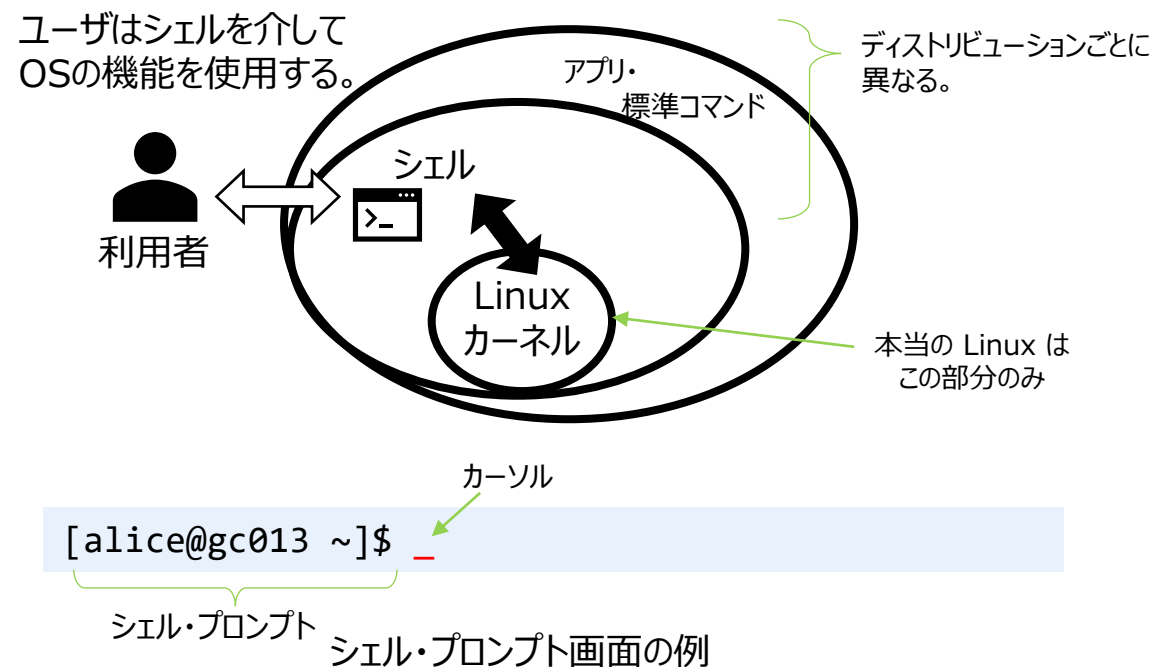 ユーザはシェルを介して
OSの機能を使用する。
アプリ・
標準コマンド
ディストリビューションごとに
異なる。
シェル
>_
利用者
Linux
カーネル
本当の Linux は
この部分のみ
カーソル
[alice@gc013 ~]$ _
シェル・プロンプト
シェル・プロンプト画面の例